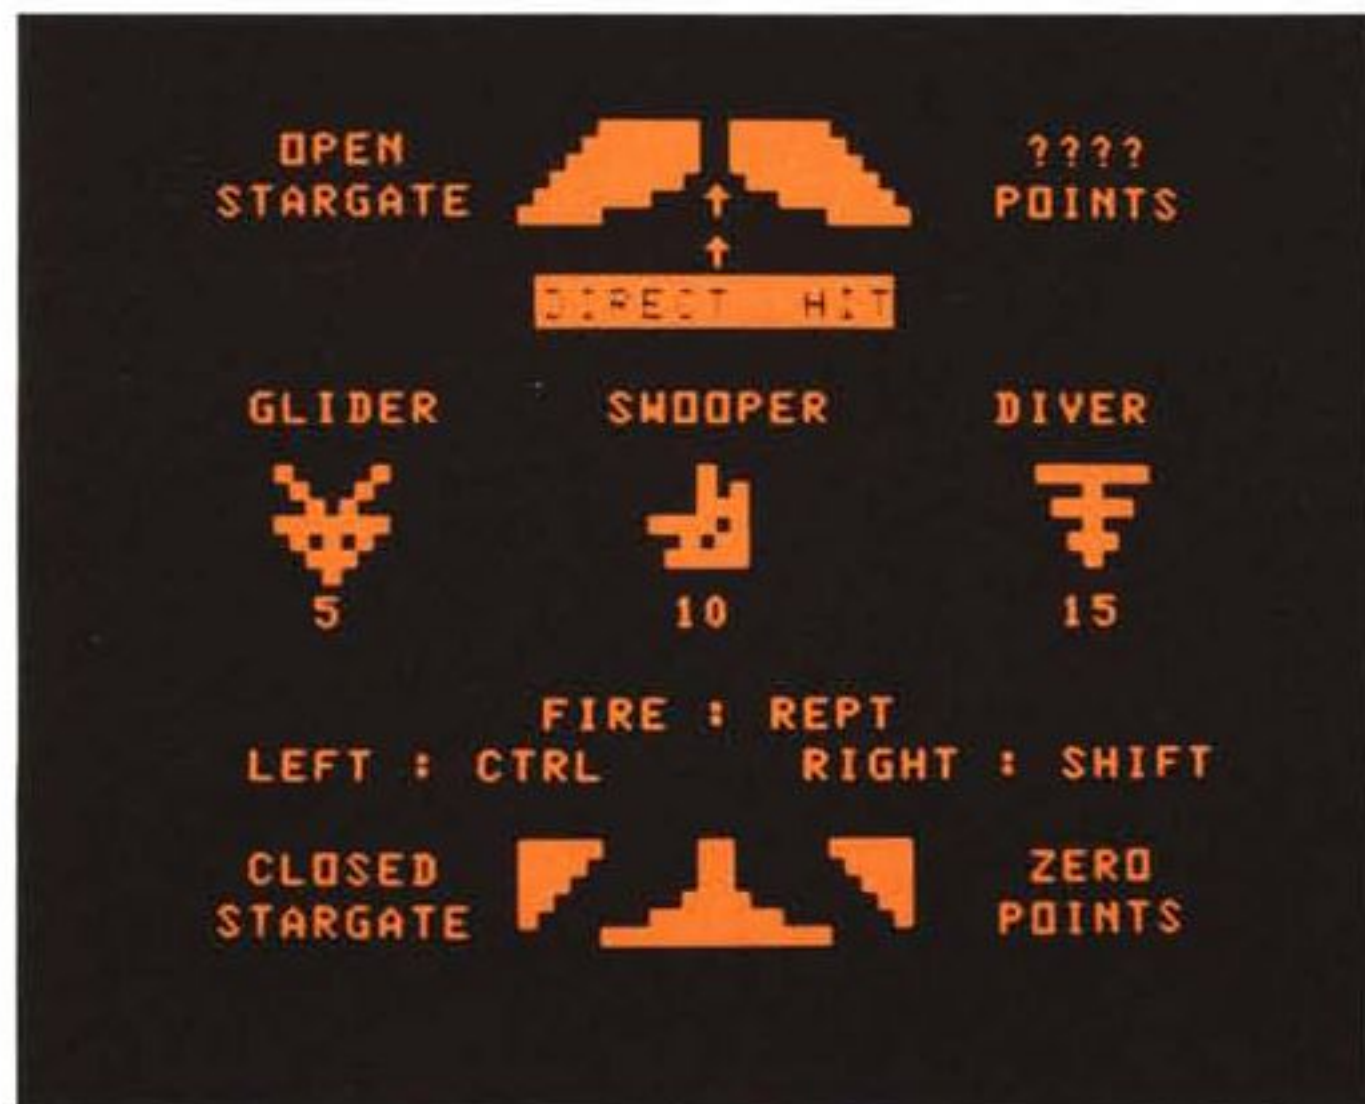 OPEN
STARGATE
????
POINTS
DIRECT HIT
GLIDER SWOOPER DIVER
5 10 15
FIRE : REPT
LEFT : CTRL RIGHT : SHIFT
CLOSED
STARGATE
ZERO
POINTS